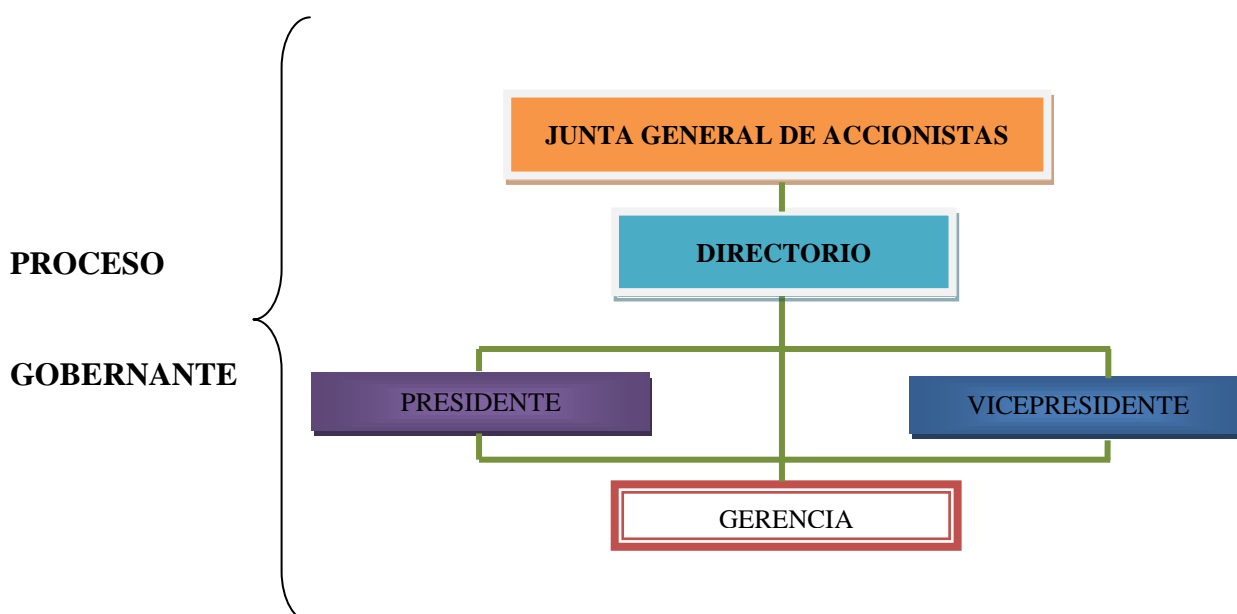 JUNTA GENERAL DE ACCIONISTAS
DIRECTORIO
PROCESO
GOBERNANTE
PRESIDENTE
VICEPRESIDENTE
GERENCIA